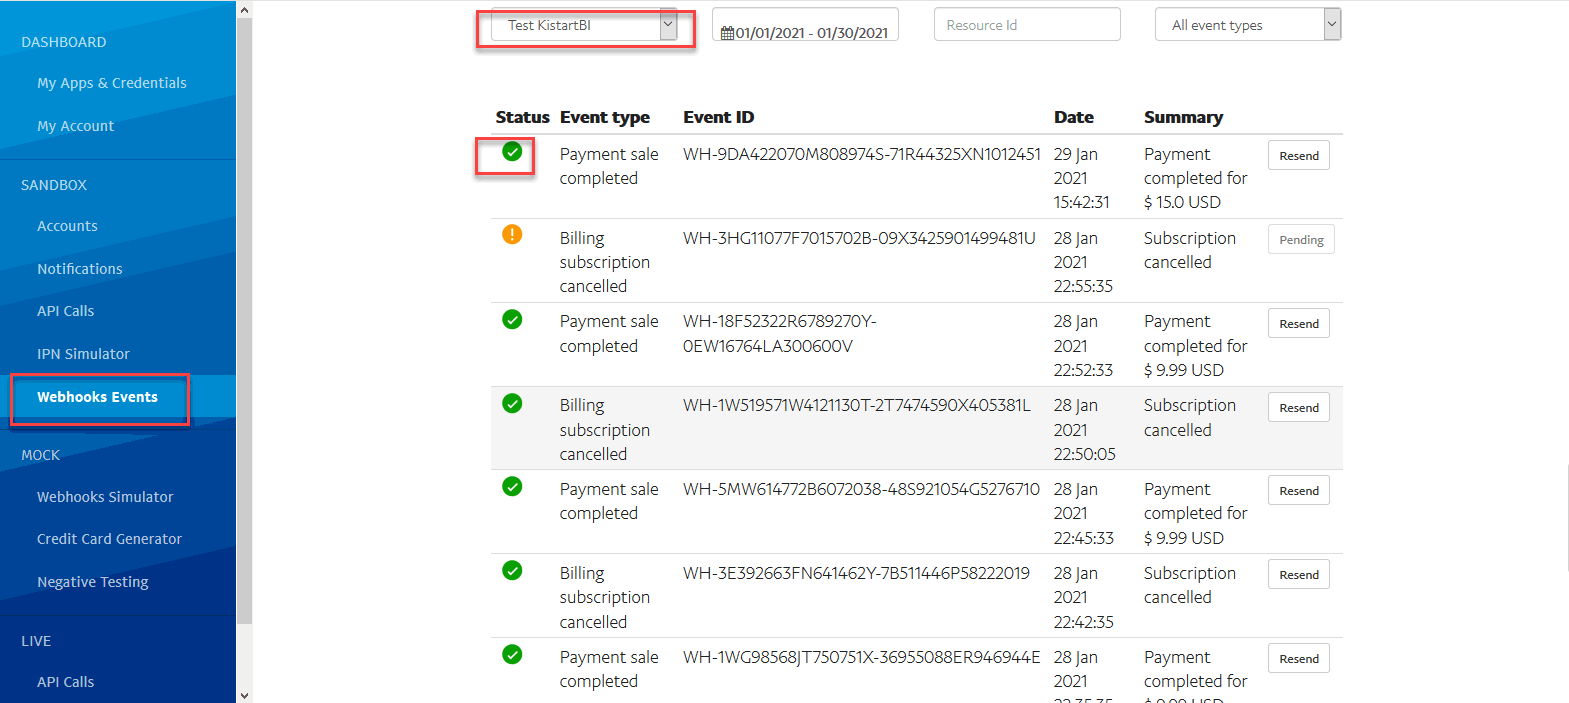 DASHBOARD
My Apps & Credentials
My Account
SANDBOX
Accounts
Notifications
API Calls
IPN Simulator
Webhooks Events
MOCK
Webhooks Simulator
Credit Card Generator
Negative Testing
LIVE
API Calls
Test KistartBI
01/01/2021 - 01/30/2021
Resource Id
All event types
Status Event type Event ID Date Summary
Payment sale WH-9DA422070M808974S-71R44325XN1012451 29 Jan Payment Resend
completed 2021 completed for
15:42:31 $ 15.0 USD
Billing WH-3HG11077F7015702B-09X3425901499481U 28 Jan Subscription Pending
subscription 2021 cancelled
cancelled 22:55:35
Payment sale WH-18F52322R6789270Y- 28 Jan Payment Resend
completed 0EW16764LA300600V 2021 completed for
22:52:33 $ 9.99 USD
Billing WH-1W519571W4121130T-2T7474590X405381L 28 Jan Subscription Resend
subscription 2021 cancelled
cancelled 22:50:05
Payment sale WH-5MW614772B6072038-48S921054G5276710 28 Jan Payment Resend
completed 2021 completed for
22:45:33 $ 9.99 USD
Billing WH-3E392663FN641462Y-7B511446P58222019 28 Jan Subscription Resend
subscription 2021 cancelled
cancelled 22:42:35
Payment sale WH-1WG98568JT750751X-36955088ER946944E 28 Jan Payment Resend
completed 2021 completed for